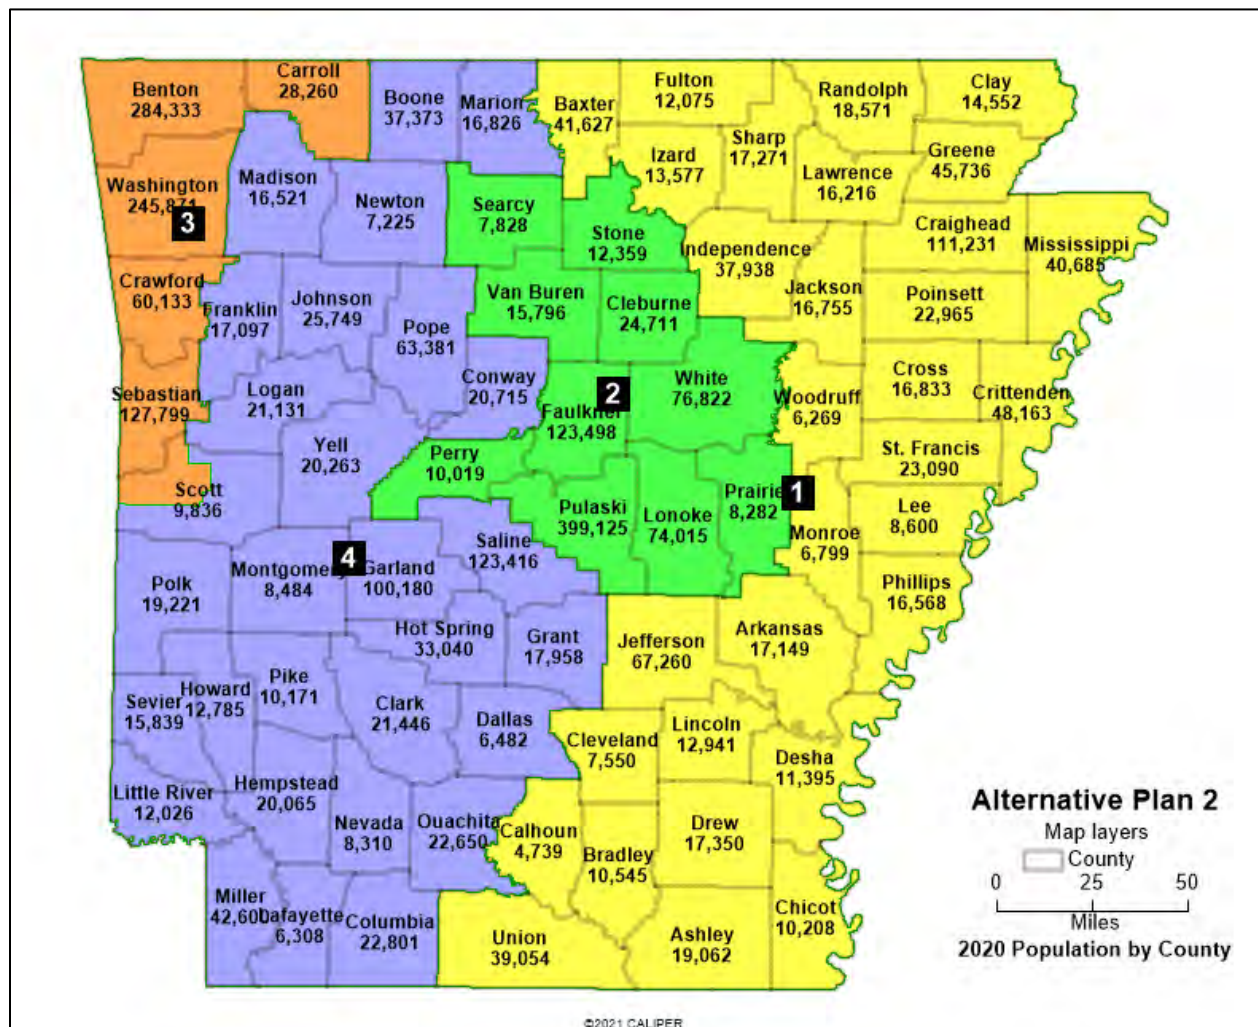 Benton
284,333
Carroll
28,260
Boone
37,373
Marion
16,826
Baxter
41,627
Fulton
12,075
Randolph
18,571
Clay
14,552
Sharp
17,271
Izard
13,577
Lawrence
16,216
Greene
45,736
Washington
245,871
3
Madison
16,521
Newton
7,225
Searcy
7,828
Stone
12,359
Independence
37,938
Craighead
111,231
Mississippi
40,685
Jackson
16,755
Poinsett
22,965
Crawford
60,133
Franklin
17,097
Johnson
25,749
Pope
63,381
Van Buren
15,796
Cleburne
24,711
Conway
20,715
White
76,822
2
Faulkner
123,498
Woodruff
6,269
Cross
16,833
Crittenden
48,163
Sebastian
127,799
Logan
21,131
Yell
20,263
Perry
10,019
St. Francis
23,090
Scott
9,836
Pulaski
399,125
Lonoke
74,015
Prairie
8,282
1
Monroe
6,799
Lee
8,600
Phillips
16,568
Polk
19,221
Montgomery
8,484
4
Garland
100,180
Saline
123,416
Hot Spring
33,040
Grant
17,958
Jefferson
67,260
Arkansas
17,149
Sevier
15,839
Howard
12,785
Pike
10,171
Clark
21,446
Dallas
6,482
Cleveland
7,550
Lincoln
12,941
Desha
11,395
Little River
12,026
Hempstead
20,065
Nevada
8,310
Ouachita
22,650
Calhoun
4,739
Bradley
10,545
Drew
17,350
Miller
42,600
Lafayette
6,308
Columbia
22,801
Union
39,054
Ashley
19,062
Chicot
10,208
Alternative Plan 2
Map layers
County
0 25 50
Miles
2020 Population by County
©2021 CALIPER